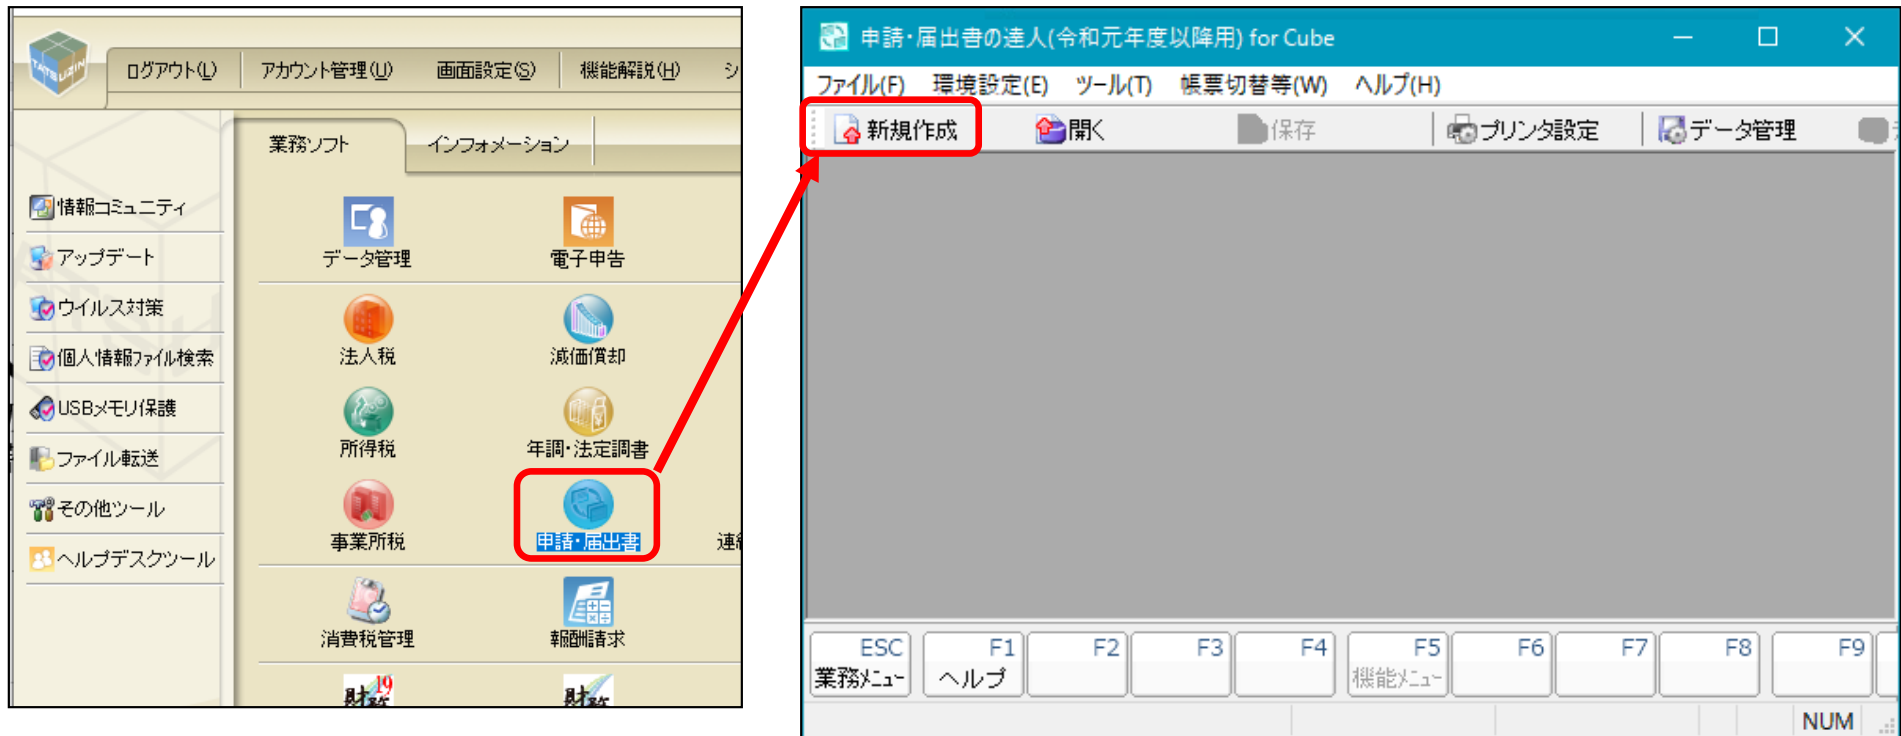 TATSUZIN
ログアウト(L)
アカウント管理(U)
画面設定(S)
機能解説(H)
シ
業務ソフト
インフォメーション
情報コミュニティ
アップデート
ウイルス対策
個人情報ファイル検索
USBメモリ保護
ファイル転送
その他ツール
ヘルプデスクツール
データ管理
電子申告
法人税
減価償却
所得税
年調・法定調書
事業所税
申請・届出書
連
消費税管理
報酬請求
財務
19
財務
申請・届出書の達人(令和元年度以降用) for Cube
ファイル(F) 環境設定(E) ツール(T) 帳票切替等(W) ヘルプ(H)
新規作成
開く
保存
プリンタ設定
データ管理
ESC
業務メニュー
F1
ヘルプ
F2
F3
F4
F5
機能メニュー
F6
F7
F8
F9
NUM